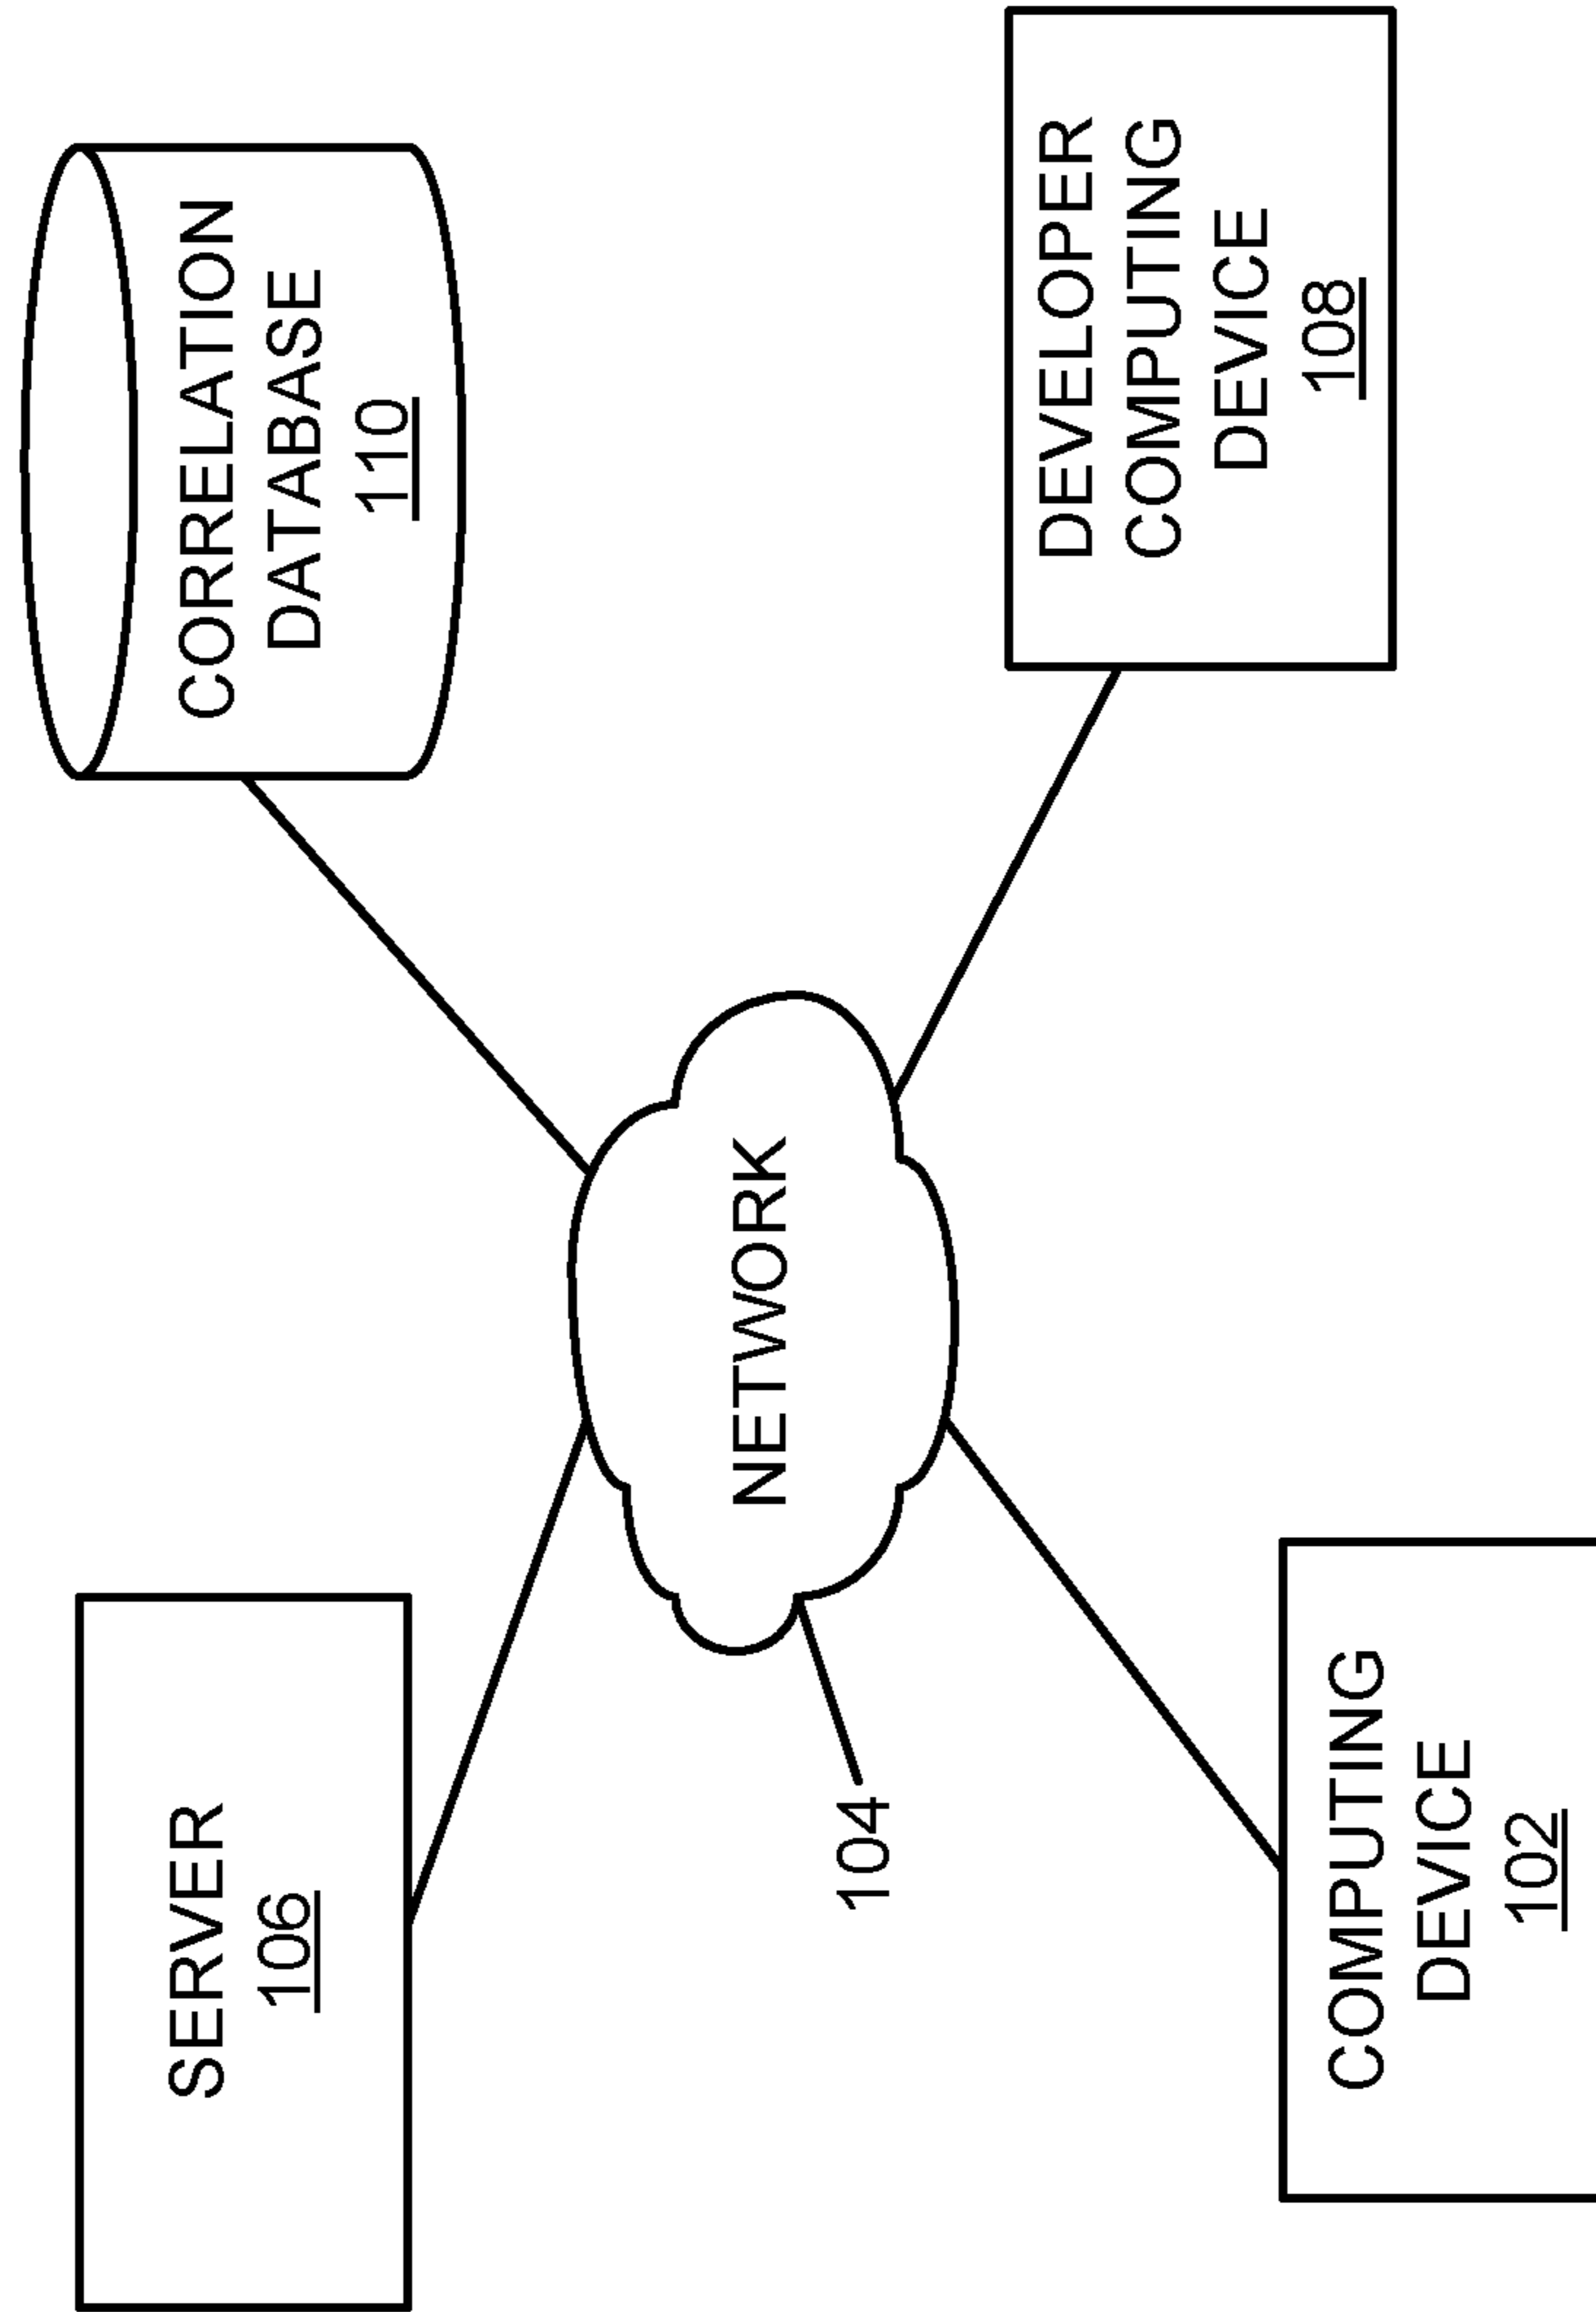 SERVER
106
CORRELATION
DATABASE
110
NETWORK
104
COMPUTING
DEVICE
102
DEVELOPER
COMPUTING
DEVICE
108